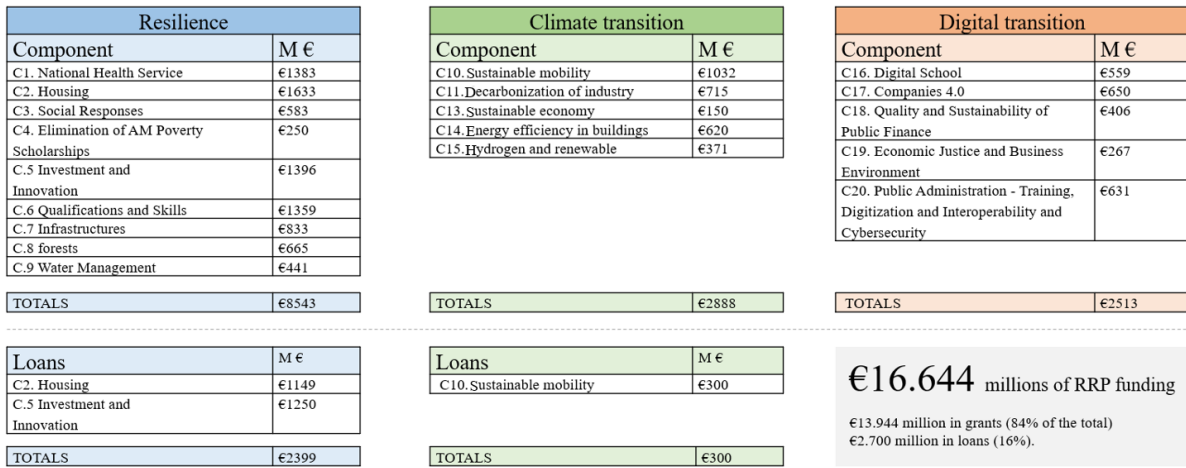 Resilience
Component M €
C1. National Health Service €1383
C2. Housing €1633
C3. Social Responses €583
C4. Elimination of AM Poverty €250
Scholarships
C.5 Investment and €1396
Innovation
C.6 Qualifications and Skills €1359
C.7 Infrastructures €833
C.8 forests €665
C.9 Water Management €441
TOTALS €8543
Climate transition
Component M €
C10. Sustainable mobility €1032
C11. Decarbonization of industry €715
C13. Sustainable economy €150
C14. Energy efficiency in buildings €620
C15. Hydrogen and renewable €371
TOTALS €2888
Digital transition
Component M €
C16. Digital School €559
C17. Companies 4.0 €650
C18. Quality and Sustainability of €406
Public Finance
C19. Economic Justice and Business €267
Environment
C20. Public Administration - Training, €631
Digitization and Interoperability and
Cybersecurity
TOTALS €2513
Loans M €
C2. Housing €1149
C.5 Investment and €1250
Innovation
TOTALS €2399
Loans M €
C10. Sustainable mobility €300
TOTALS €300
€16.644 millions of RRP funding
€13.944 million in grants (84% of the total)
€2.700 million in loans (16%).